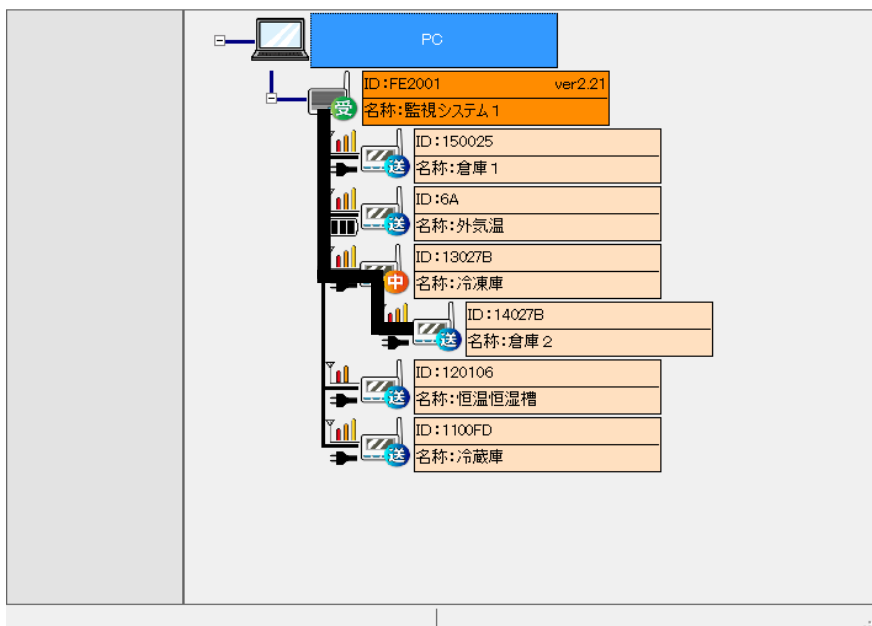 PC
ID:FE2001 ver2.21
受 名称:監視システム1
ID:150025
送 名称:倉庫1
ID:6A
送 名称:外気温
ID:13027B
中 名称:冷凍庫
ID:14027B
送 名称:倉庫2
ID:120106
送 名称:恒温恒湿槽
ID:1100FD
送 名称:冷蔵庫